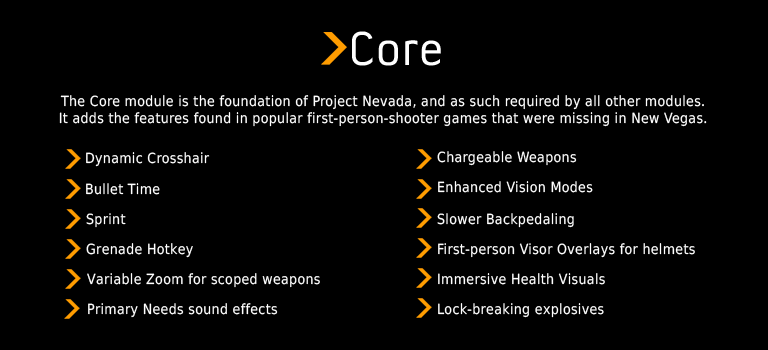 Core
The Core module is the foundation of Project Nevada, and as such required by all other modules.
It adds the features found in popular first-person-shooter games that were missing in New Vegas.
Dynamic Crosshair
Bullet Time
Sprint
Grenade Hotkey
Variable Zoom for scoped weapons
Primary Needs sound effects
Chargeable Weapons
Enhanced Vision Modes
Slower Backpedaling
First-person Visor Overlays for helmets
Immersive Health Visuals
Lock-breaking explosives